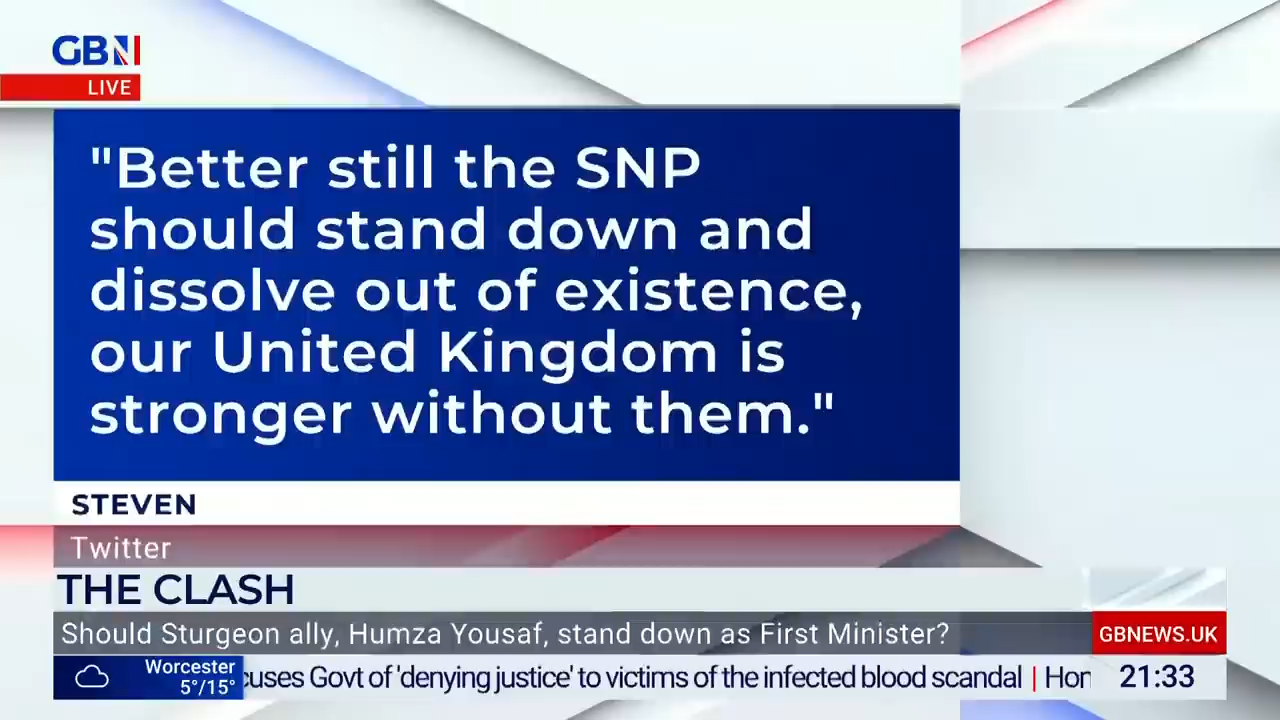 GBN
LIVE
"Better still the SNP
should stand down and
dissolve out of existence,
our United Kingdom is
stronger without them."
STEVEN
Twitter
THE CLASH
Should Sturgeon ally, Humza Yousaf, stand down as First Minister?
GBNEWS.UK
Worcester
5°/15°
cuses Govt of 'denying justice' to victims of the infected blood scandal | Hon
21:33